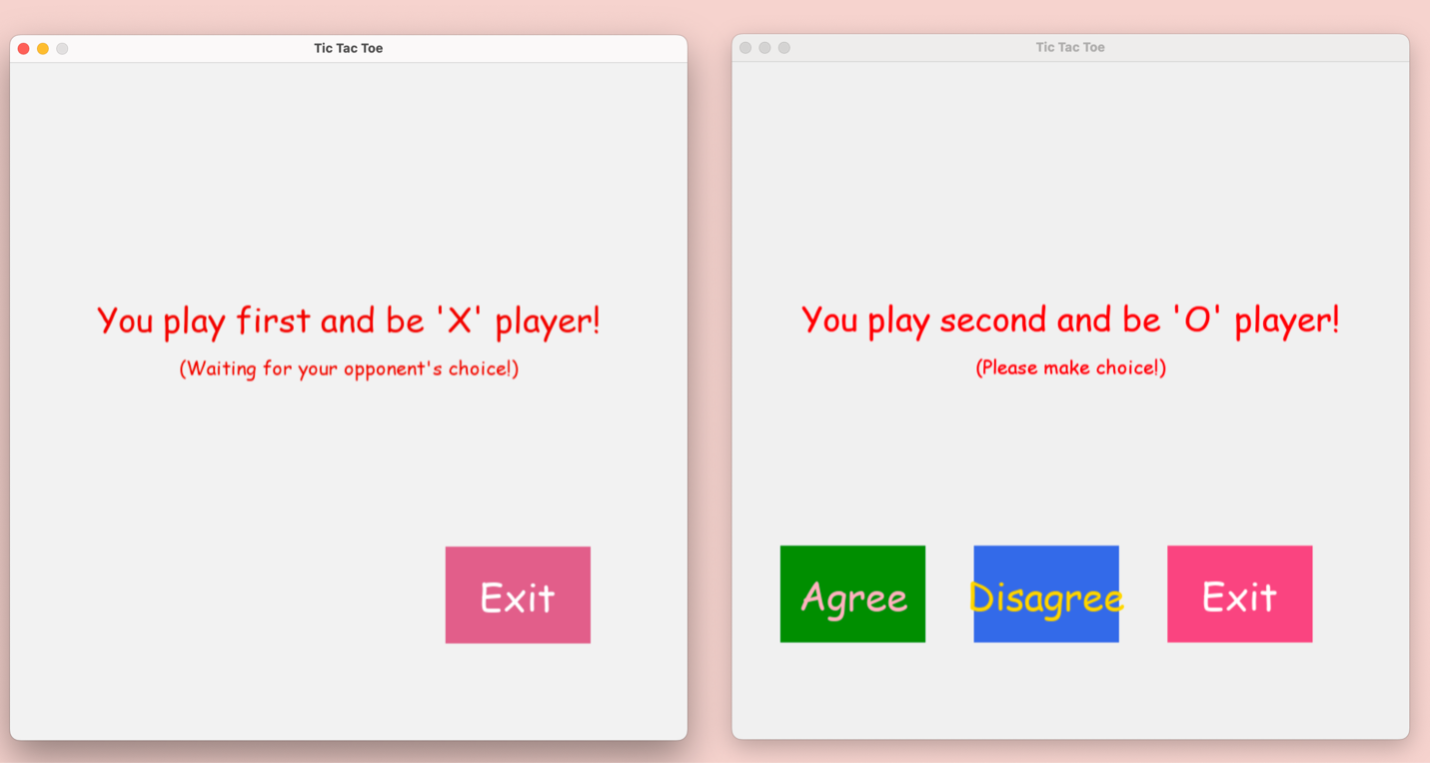 Tic Tac Toe
You play first and be 'X' player!
(Waiting for your opponent's choice!)
Exit
Tic Tac Toe
You play second and be 'O' player!
(Please make choice!)
Agree
Disagree
Exit